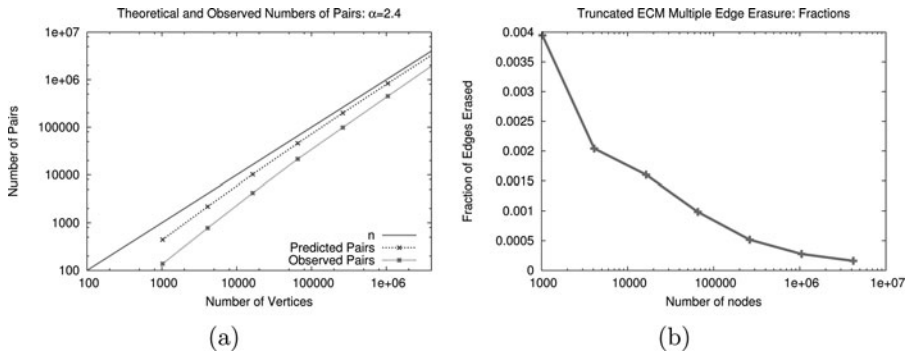 Theoretical and Observed Numbers of Pairs: α=2.4
1e+07
1e+06
100000
10000
1000
100
Number of Pairs
n
Predicted Pairs
Observed Pairs
100 1000 10000 100000 1e+06
Number of Vertices
(a)
Truncated ECM Multiple Edge Erasure: Fractions
0.004
0.0035
0.003
0.0025
0.002
0.0015
0.001
0.0005
0
Fraction of Edges Erased
1000 10000 100000 1e+06 1e+07
Number of nodes
(b)